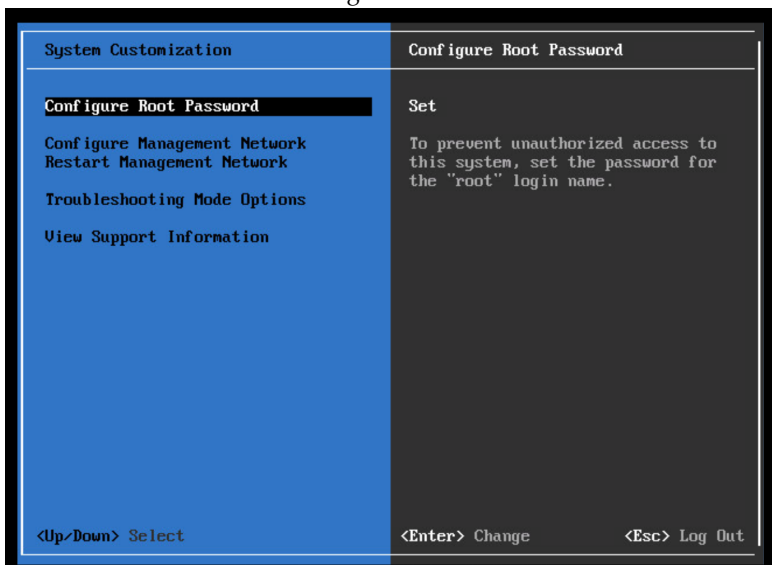 System Customization
Configure Root Password
Configure Root Password
Configure Management Network
Restart Management Network
Troubleshooting Mode Options
View Support Information
Set
To prevent unauthorized access to
this system, set the password for
the "root" login name.
<Up/Down> Select
<Enter> Change
<Esc> Log Out